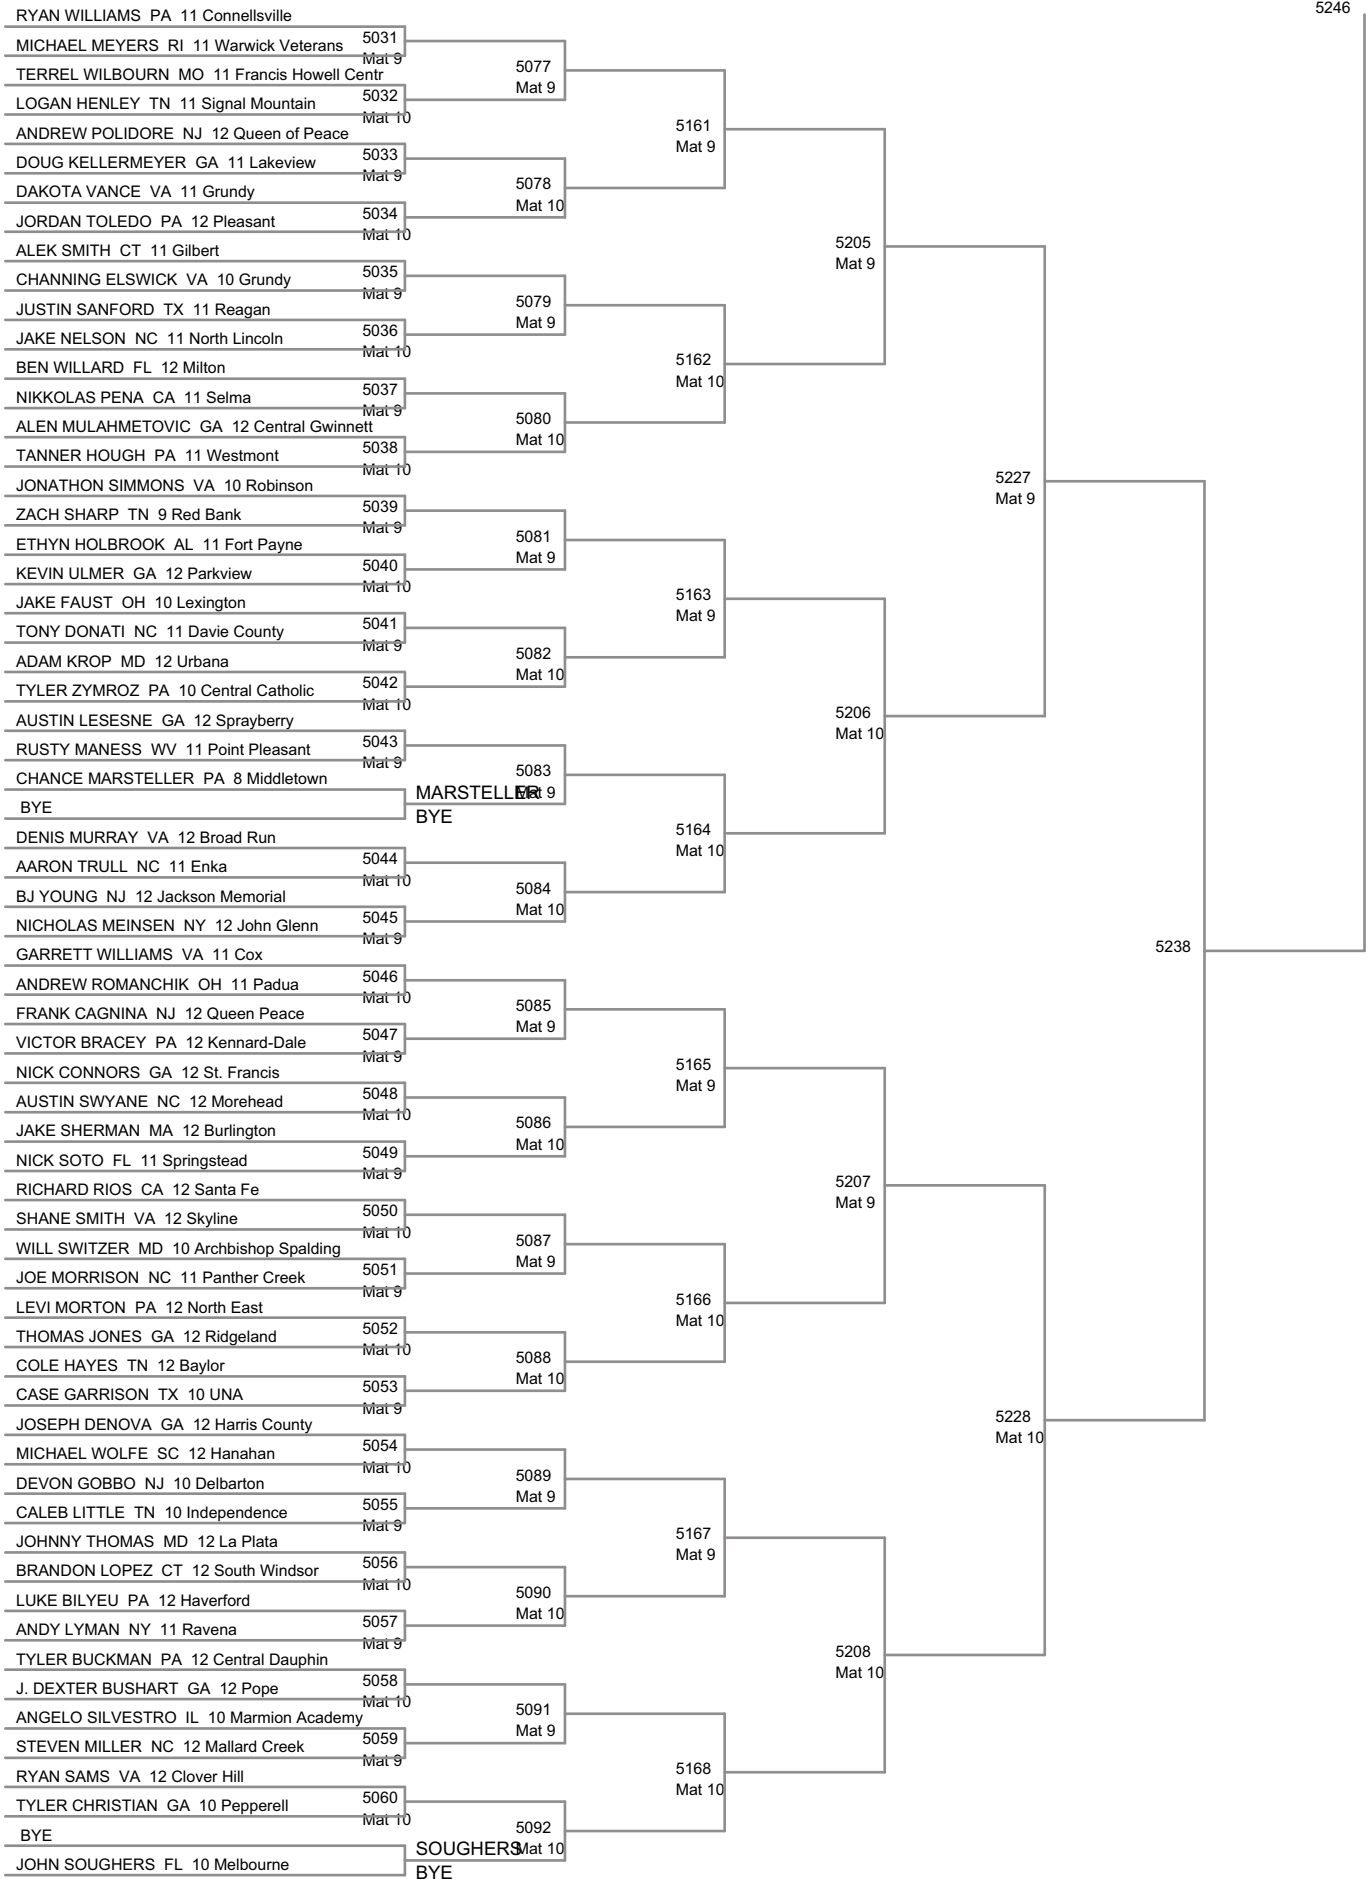 5246
RYAN WILLIAMS PA 11 Connellsville
MICHAEL MEYERS RI 11 Warwick Veterans
5031
Mat 9
TERREL WILBOURN MO 11 Francis Howell Centr
5077
Mat 9
LOGAN HENLEY TN 11 Signal Mountain
5032
Mat 10
ANDREW POLIDORE NJ 12 Queen of Peace
5161
Mat 9
DOUG KELLERMEYER GA 11 Lakeview
5033
Mat 9
DAKOTA VANCE VA 11 Grundy
5078
Mat 10
JORDAN TOLEDO PA 12 Pleasant
5034
Mat 10
ALEK SMITH CT 11 Gilbert
5205
Mat 9
CHANNING ELSWICK VA 10 Grundy
5035
Mat 9
JUSTIN SANFORD TX 11 Reagan
5079
Mat 9
JAKE NELSON NC 11 North Lincoln
5036
Mat 10
BEN WILLARD FL 12 Milton
5162
Mat 10
NIKKOLAS PENA CA 11 Selma
5037
Mat 9
ALEN MULAHMETOVIC GA 12 Central Gwinnett
5080
Mat 10
TANNER HOUGH PA 11 Westmont
5038
Mat 10
JONATHON SIMMONS VA 10 Robinson
5227
Mat 9
ZACH SHARP TN 9 Red Bank
5039
Mat 9
ETHYN HOLBROOK AL 11 Fort Payne
5081
Mat 9
KEVIN ULMER GA 12 Parkview
5040
Mat 10
JAKE FAUST OH 10 Lexington
5163
Mat 9
TONY DONATI NC 11 Davie County
5041
Mat 9
ADAM KROP MD 12 Urbana
5082
Mat 10
TYLER ZYMROZ PA 10 Central Catholic
5042
Mat 10
AUSTIN LESESNE GA 12 Sprayberry
5206
Mat 10
RUSTY MANESS WV 11 Point Pleasant
5043
Mat 9
CHANCE MARSTELLER PA 8 Middletown
5083
Mat 9
BYE
MARSTELLER
BYE
DENIS MURRAY VA 12 Broad Run
5164
Mat 10
AARON TRULL NC 11 Enka
5044
Mat 10
BJ YOUNG NJ 12 Jackson Memorial
5084
Mat 10
NICHOLAS MEINSEN NY 12 John Glenn
5045
Mat 9
GARRETT WILLIAMS VA 11 Cox
5238
ANDREW ROMANCHIK OH 11 Padua
5046
Mat 10
FRANK CAGNINA NJ 12 Queen Peace
5085
Mat 9
VICTOR BRACEY PA 12 Kennard-Dale
5047
Mat 9
NICK CONNORS GA 12 St. Francis
5165
Mat 9
AUSTIN SWYANE NC 12 Morehead
5048
Mat 10
JAKE SHERMAN MA 12 Burlington
5086
Mat 10
NICK SOTO FL 11 Springstead
5049
Mat 9
RICHARD RIOS CA 12 Santa Fe
5207
Mat 9
SHANE SMITH VA 12 Skyline
5050
Mat 10
WILL SWITZER MD 10 Archbishop Spalding
5087
Mat 9
JOE MORRISON NC 11 Panther Creek
5051
Mat 9
LEVI MORTON PA 12 North East
5166
Mat 10
THOMAS JONES GA 12 Ridgeland
5052
Mat 10
COLE HAYES TN 12 Baylor
5088
Mat 10
CASE GARRISON TX 10 UNA
5053
Mat 9
JOSEPH DENOVA GA 12 Harris County
5228
Mat 10
MICHAEL WOLFE SC 12 Hanahan
5054
Mat 10
DEVON GOBBO NJ 10 Delbarton
5089
Mat 9
CALEB LITTLE TN 10 Independence
5055
Mat 9
JOHNNY THOMAS MD 12 La Plata
5167
Mat 9
BRANDON LOPEZ CT 12 South Windsor
5056
Mat 10
LUKE BILYEU PA 12 Haverford
5090
Mat 10
ANDY LYMAN NY 11 Ravena
5057
Mat 9
TYLER BUCKMAN PA 12 Central Dauphin
5208
Mat 10
J. DEXTER BUSHART GA 12 Pope
5058
Mat 10
ANGELO SILVESTRO IL 10 Marmion Academy
5091
Mat 9
STEVEN MILLER NC 12 Mallard Creek
5059
Mat 9
RYAN SAMS VA 12 Clover Hill
5168
Mat 10
TYLER CHRISTIAN GA 10 Pepperell
5060
Mat 10
BYE
5092
Mat 10
SOUGHERS
JOHN SOUGHERS FL 10 Melbourne
BYE